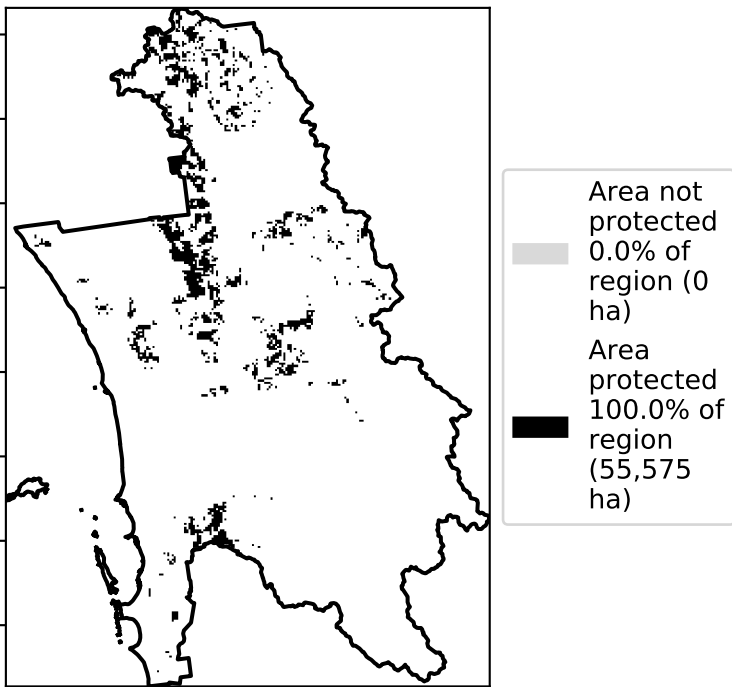 Area not
protected
0.0% of
region (0
ha)
Area
protected
100.0% of
region
(55,575
ha)